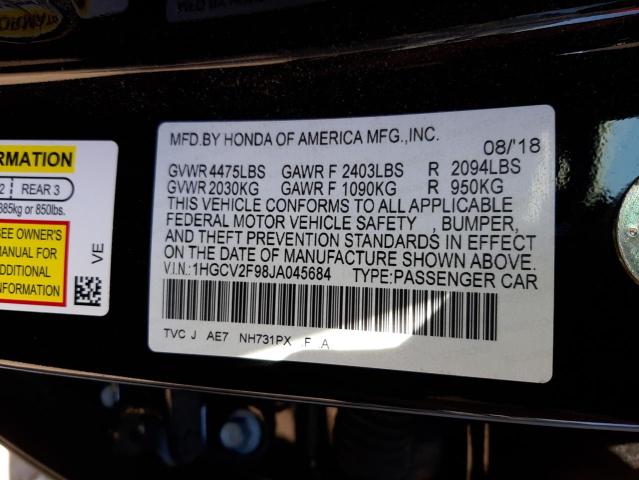 MFD.BY HONDA OF AMERICA MFG.,INC. 08/'18
GVWR 4475LBS GAWR F 2403LBS R 2094LBS
GVWR 2030KG GAWR F 1090KG R 950KG
THIS VEHICLE CONFORMS TO ALL APPLICABLE
FEDERAL MOTOR VEHICLE SAFETY , BUMPER,
AND THEFT PREVENTION STANDARDS IN EFFECT
ON THE DATE OF MANUFACTURE SHOWN ABOVE.
V.I.N.:1HGCV2F98JA045684 TYPE:PASSENGER CAR
TVC J AE7 NH731PX F A
REAR 3
385kg or 850lbs.
SEE OWNER'S
MANUAL FOR
ADDITIONAL
VE